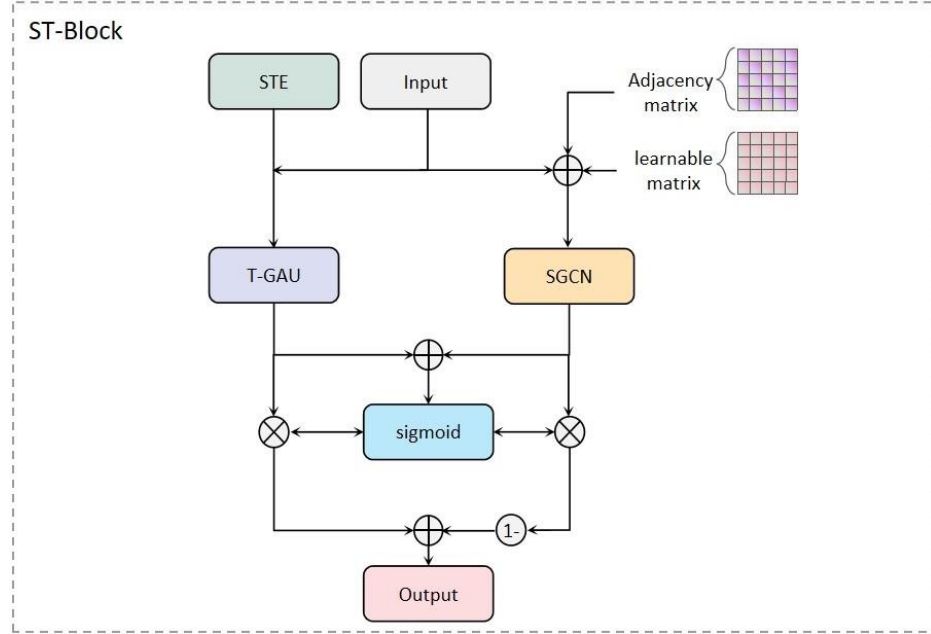 ST-Block
STE
Input
Adjacency
matrix
learnable
matrix
T-GAU
SGCN
sigmoid
1-
Output